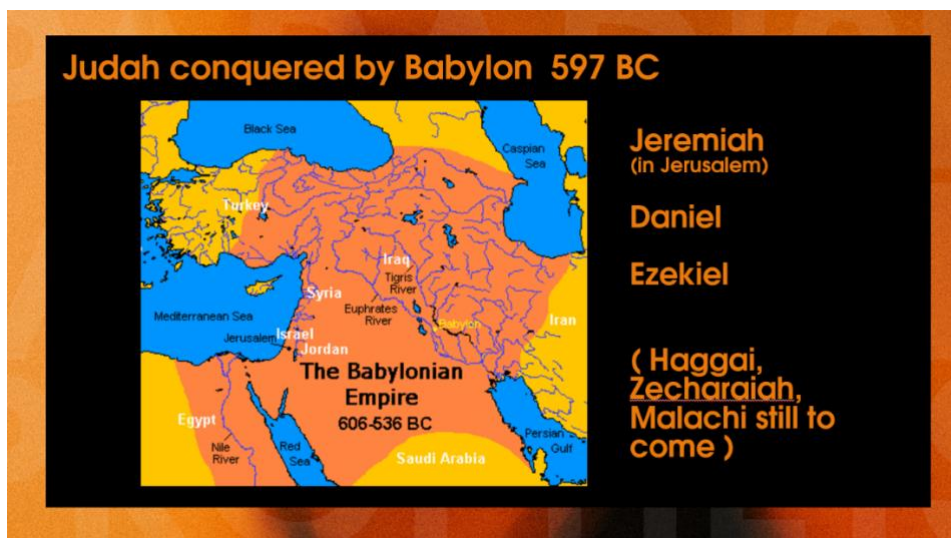 Judah conquered by Babylon 597 BC
Black Sea
Caspian
Sea
Turkey
Iraq
Tigris
River
Syria
Euphrates
River
Mediterranean Sea
Babylon
Iran
Jerusalem
Israel
Jordan
The Babylonian
Empire
606-536 BC
Egypt
Nile
River
Red
Sea
Saudi Arabia
Persian
Gulf
Jeremiah
(in Jerusalem)
Daniel
Ezekiel
( Haggai,
Zecharaiah,
Malachi still to
come )